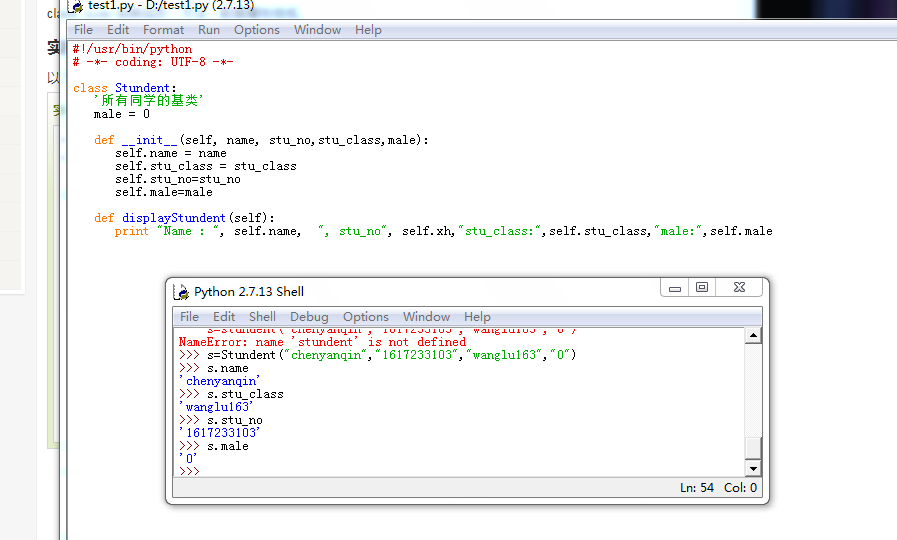 test1.py - D:/test1.py (2.7.13)
File Edit Format Run Options Window Help
#!/usr/bin/python
# -*- coding: UTF-8 -*-
class Stundent:
'所有同学的基类'
male = 0
def __init__(self, name, stu_no,stu_class,male):
self.name = name
self.stu_class = stu_class
self.stu_no=stu_no
self.male=male
def displayStundent(self):
print "Name : ", self.name, ", stu_no", self.xh,"stu_class:",self.stu_class,"male:",self.male
Python 2.7.13 Shell
File Edit Shell Debug Options Window Help
s=stundent("chenyanqin","1617233103","wanglu163","0")
NameError: name 'stundent' is not defined
>>> s=Stundent("chenyanqin","1617233103","wanglu163","0")
>>> s.name
'chenyanqin'
>>> s.stu_class
'wanglu163'
>>> s.stu_no
'1617233103'
>>> s.male
'0'
>>>
Ln: 54 Col: 0